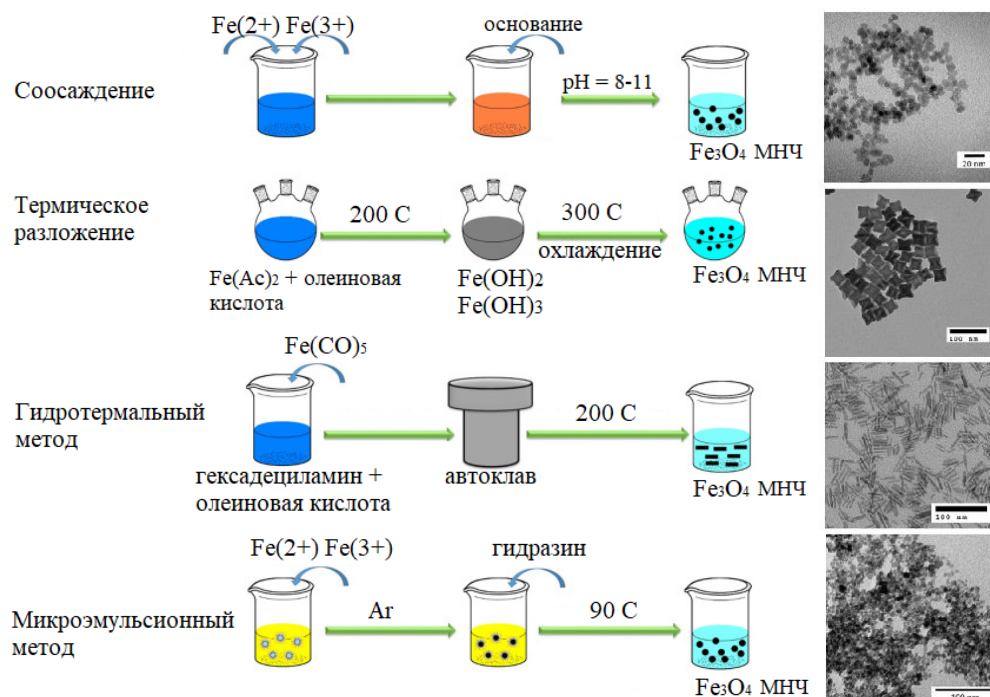 Fe(2+) Fe(3+)
основание
Соосаждение
pH = 8-11
Fe₃O₄ МНЧ
20 nm
Термическое
разложение
200 C
300 C
охлаждение
Fe(Ac)₂ + олеиновая
кислота
Fe(OH)2
Fe(OH)3
Fe₃O₄ МНЧ
100 nm
Fe(CO)₅
Гидротермальный
метод
200 C
гексадециламин +
олеиновая кислота
автоклав
Fe₃O₄ МНЧ
100 nm
Fe(2+) Fe(3+)
гидразин
Микроэмульсионный
метод
Ar
90 C
Fe₃O₄ МНЧ
100 nm